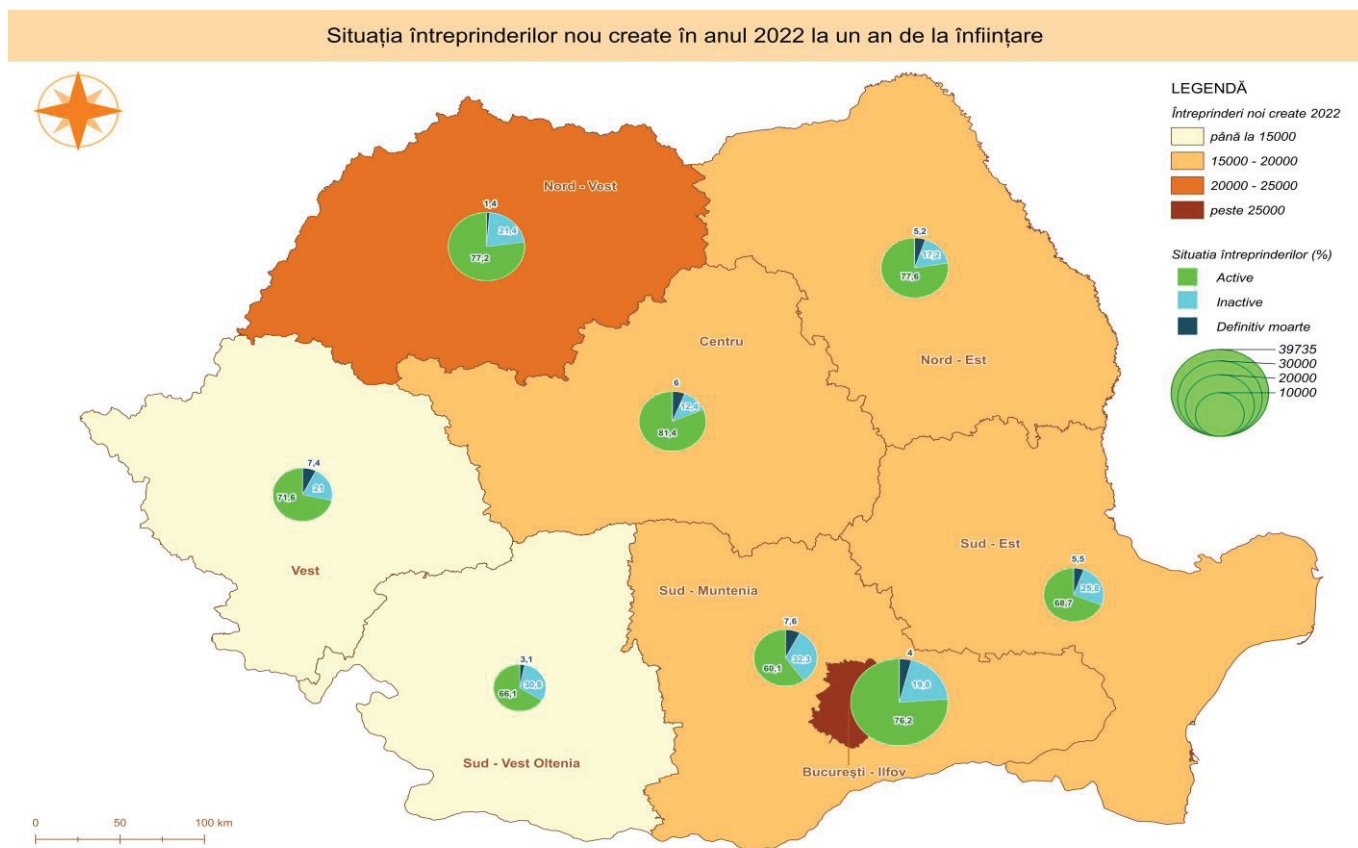 Situația întreprinderilor nou create în anul 2022 la un an de la înființare
LEGENDĂ
Întreprinderi noi create 2022
până la 15000
15000 - 20000
20000 - 25000
peste 25000
Situatia întreprinderilor (%)
Active
Inactive
Definitiv moarte
39735
30000
20000
10000
Nord - Vest
1,4
21,4
77,2
5,2
17,2
77,6
Nord - Est
Centru
6
12,4
81,4
7,4
21
71,6
Vest
Sud - Est
5,5
25,8
68,7
Sud - Muntenia
7,6
32,3
60,1
4
19,8
76,2
București - Ilfov
3,1
30,8
66,1
Sud - Vest Oltenia
0 50 100 km